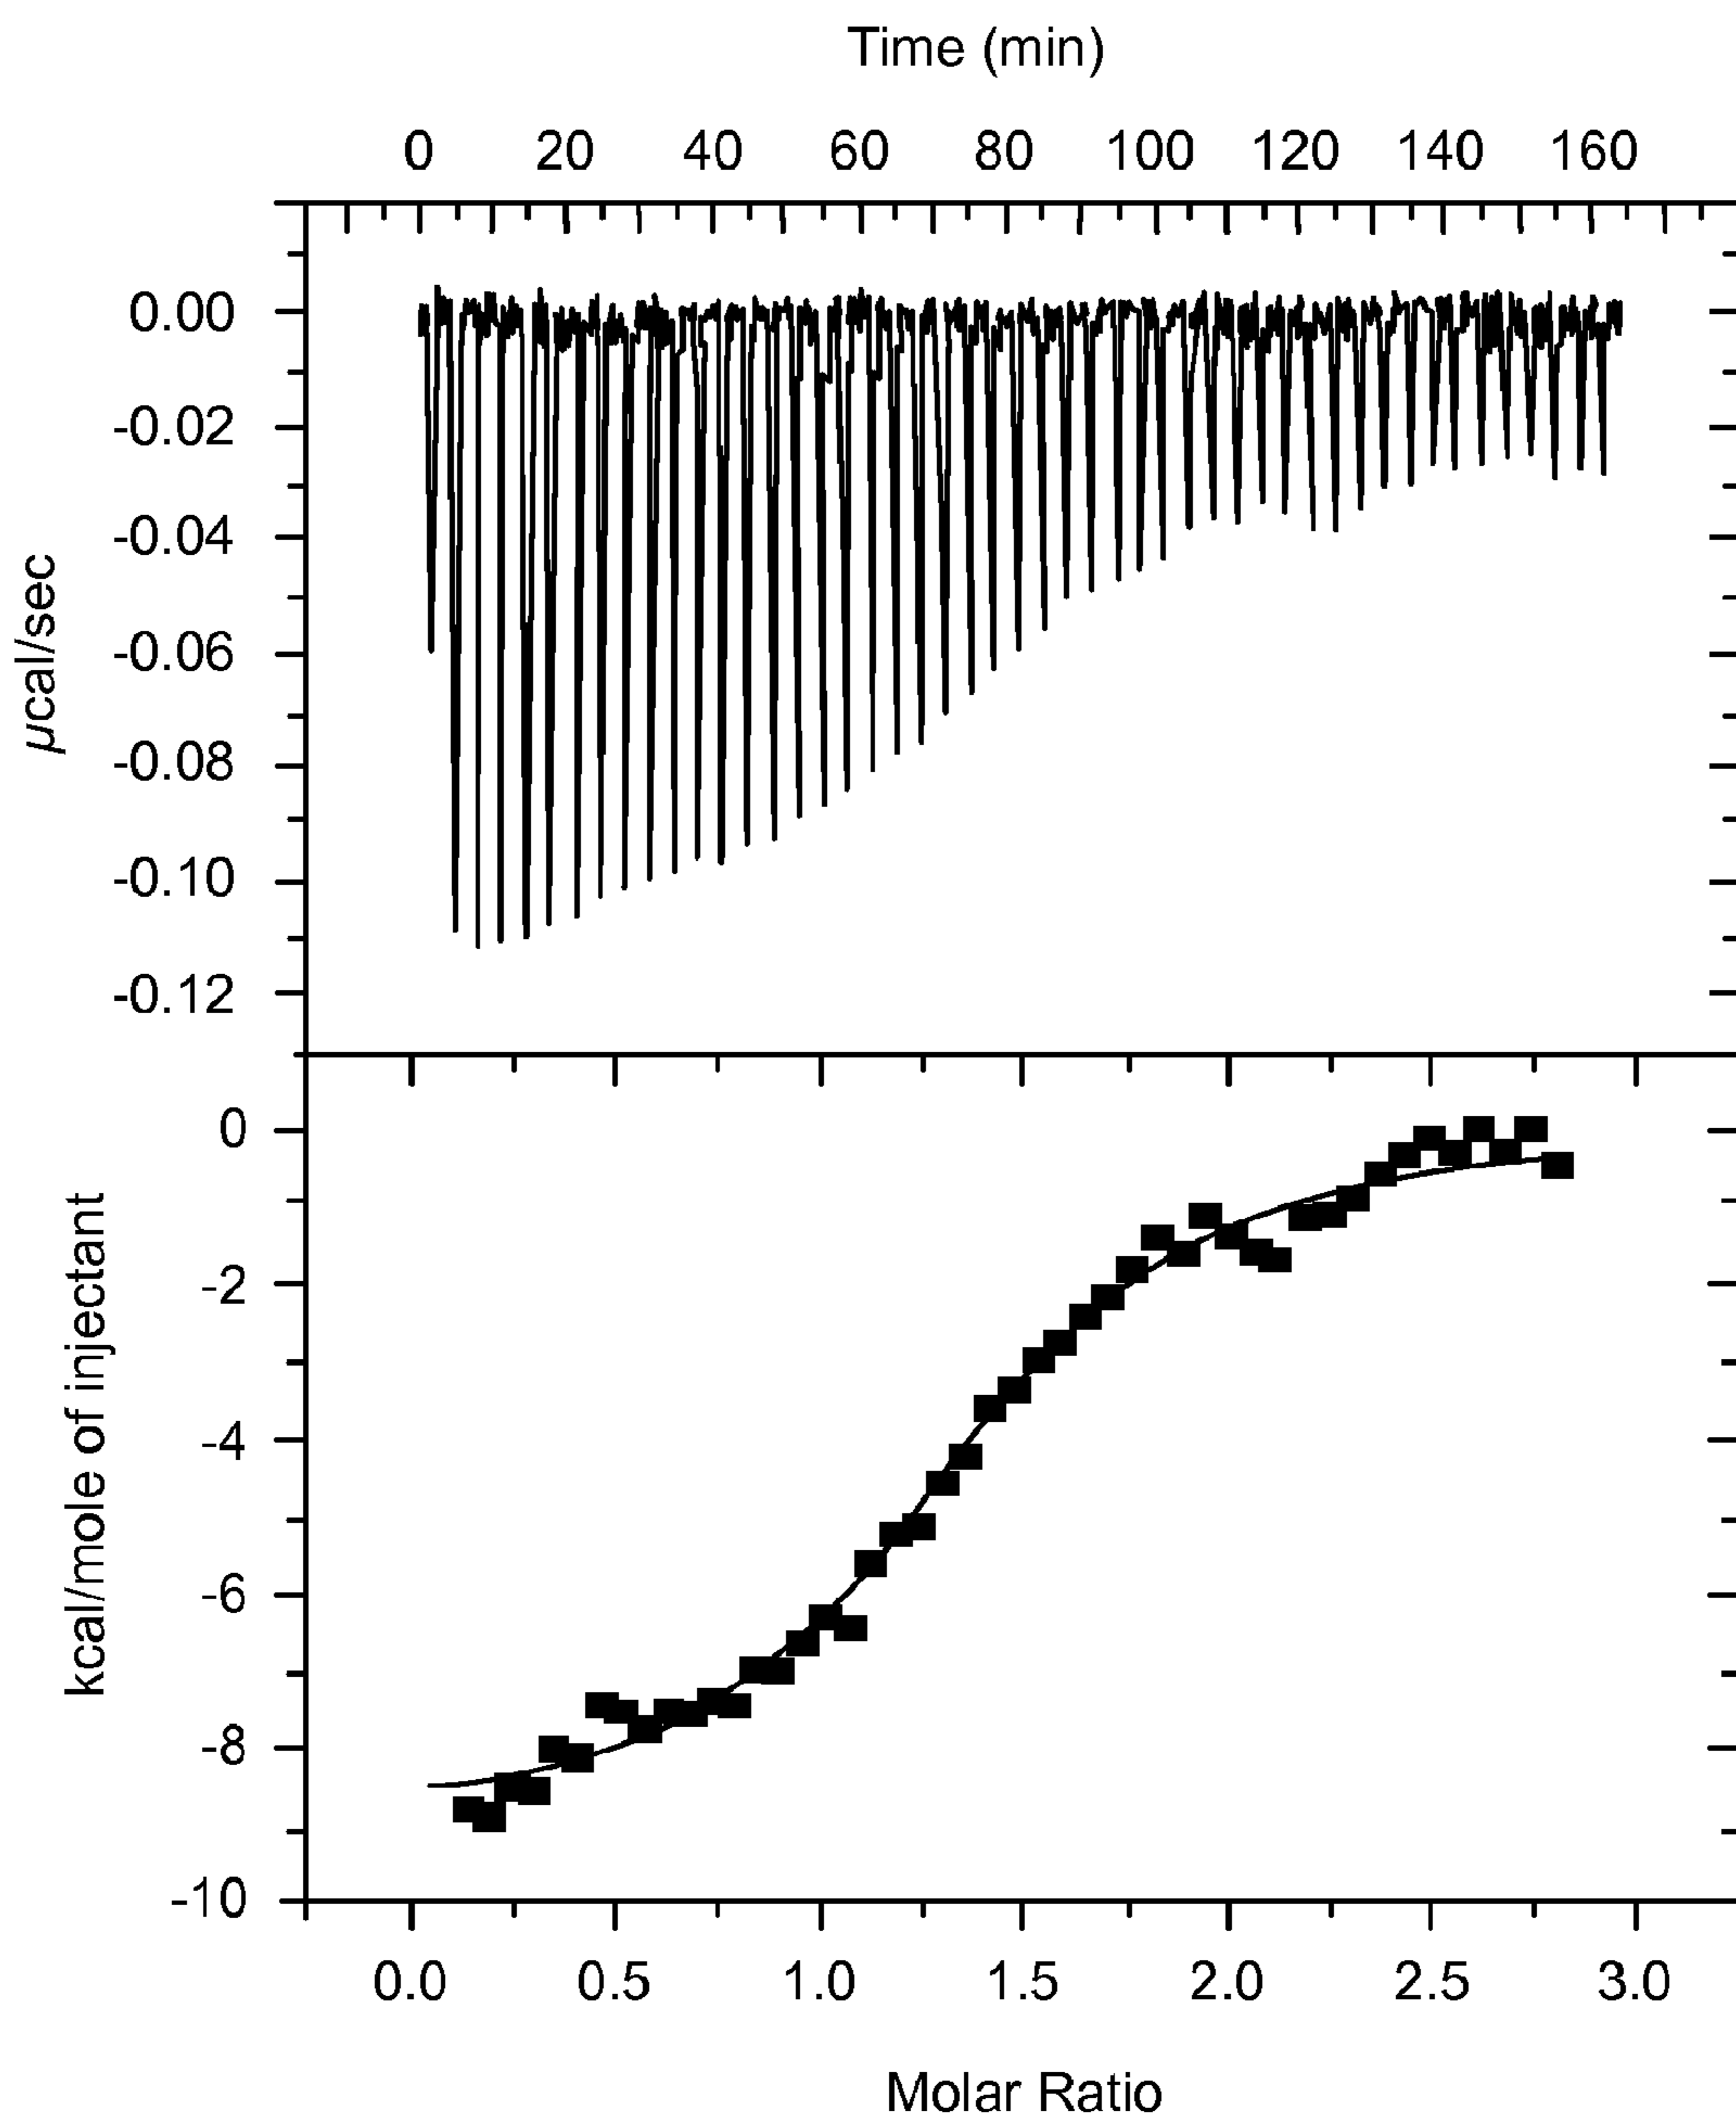 Time (min)
0 20 40 60 80 100 120 140 160
0.00
-0.02
-0.04
-0.06
-0.08
-0.10
-0.12
µcal/sec
0
-2
-4
-6
-8
-10
kcal/mole of injectant
0.0 0.5 1.0 1.5 2.0 2.5 3.0
Molar Ratio